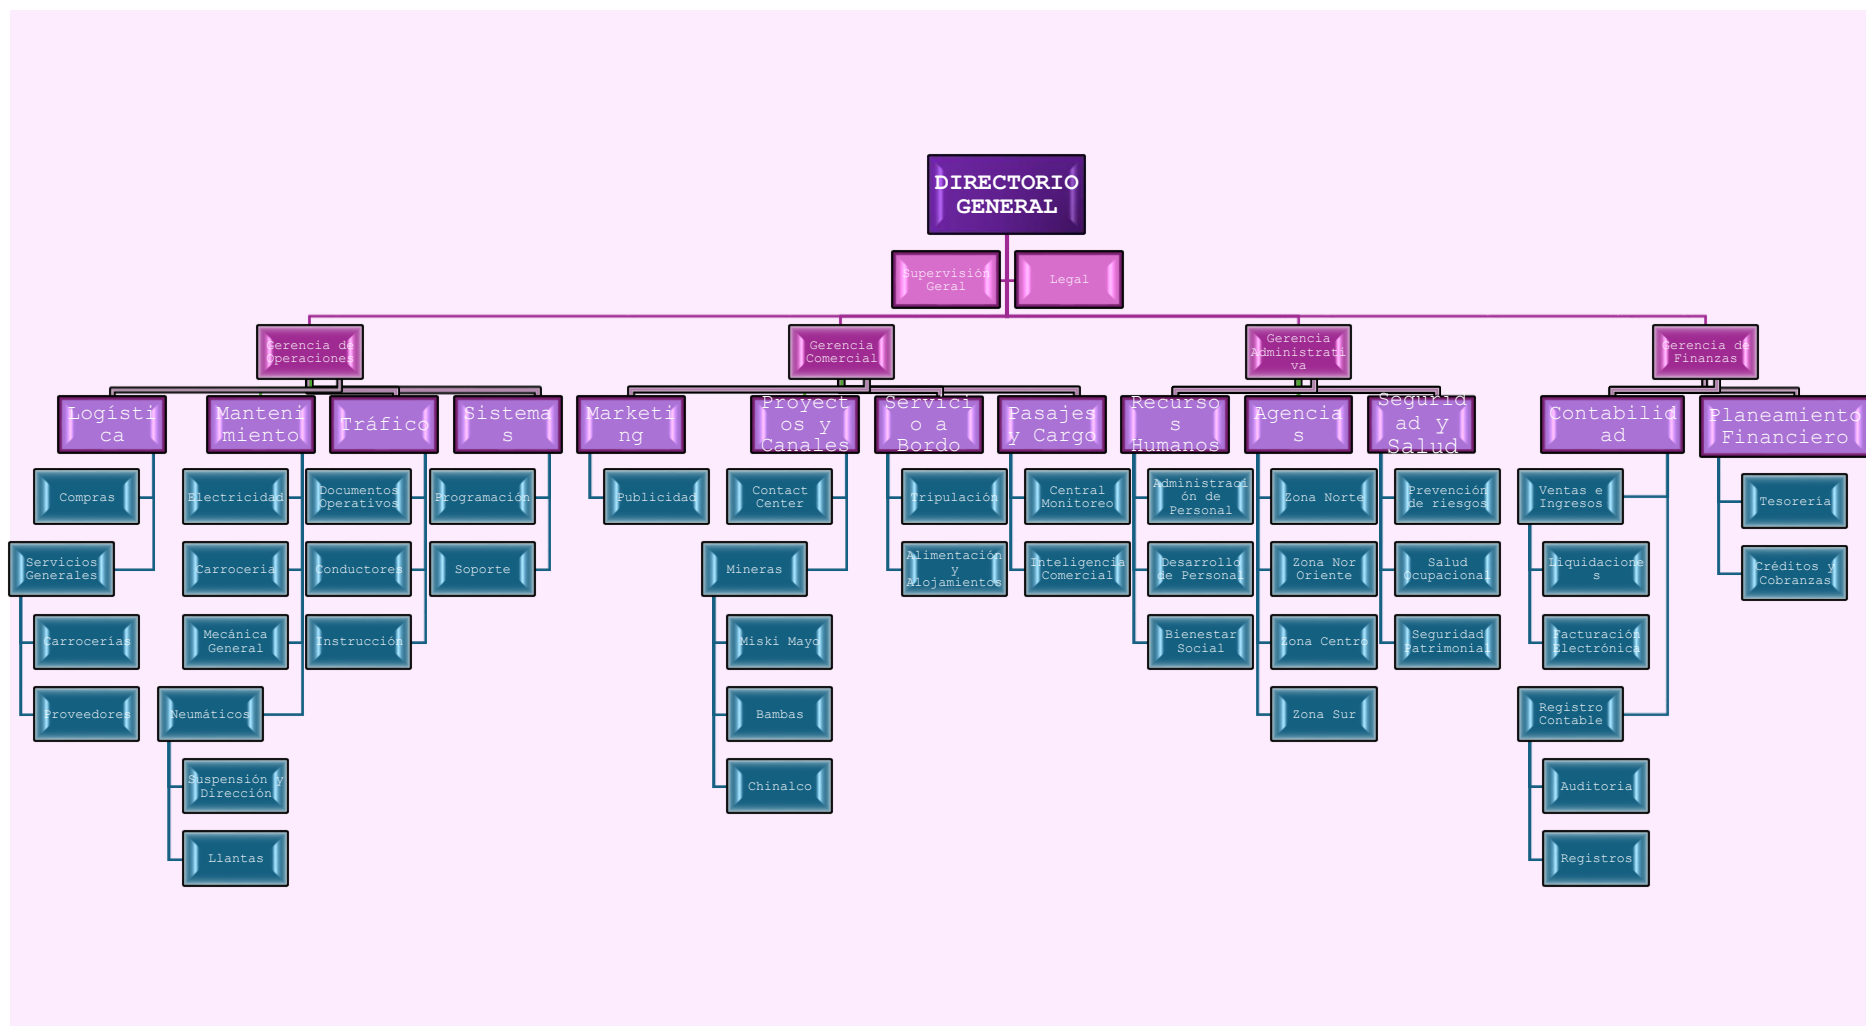 DIRECTORIO
GENERAL
Supervisión
Geral
Legal
Gerencia de
Operaciones
Gerencia
Comercial
Gerencia
Administrati
va
Gerencia de
Finanzas
Logísti
ca
Manteni
miento
Tráfico
Sistema
s
Marketi
ng
Proyect
os y
Canales
Servici
o a
Bordo
Pasajes
y Cargo
Recurso
s
Humanos
Agencia
s
Segurid
ad y
Salud
Contabilid
ad
Planeamiento
Financiero
Compras
Servicios
Generales
Carrocerías
Proveedores
Electricidad
Carroceria
Mecánica
General
Neumáticos
Suspensión y
Dirección
Llantas
Documentos
Operativos
Conductores
Instrucción
Programación
Soporte
Publicidad
Contact
Center
Mineras
Miski Mayo
Bambas
Chinalco
Tripulación
Alimentación
y
Alojamientos
Central
Monitoreo
Inteligencia
Comercial
Administraci
ón de
Personal
Desarrollo
de Personal
Bienestar
Social
Zona Norte
Zona Nor
Oriente
Zona Centro
Zona Sur
Prevención
de riesgos
Salud
Ocupacional
Seguridad
Patrimonial
Ventas e
Ingresos
Liquidacione
s
Facturación
Electrónica
Registro
Contable
Auditoria
Registros
Tesorería
Créditos y
Cobranzas